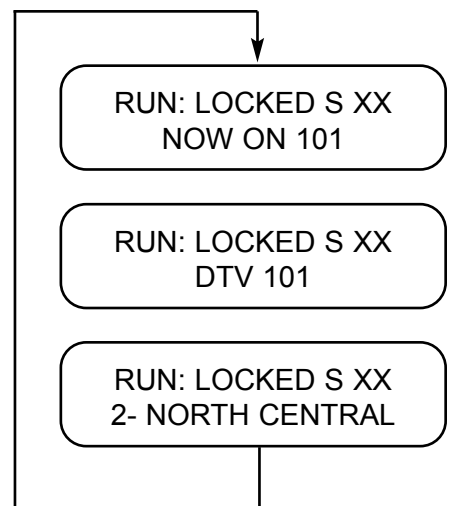 RUN: LOCKED S XX
NOW ON 101
RUN: LOCKED S XX
DTV 101
RUN: LOCKED S XX
2- NORTH CENTRAL